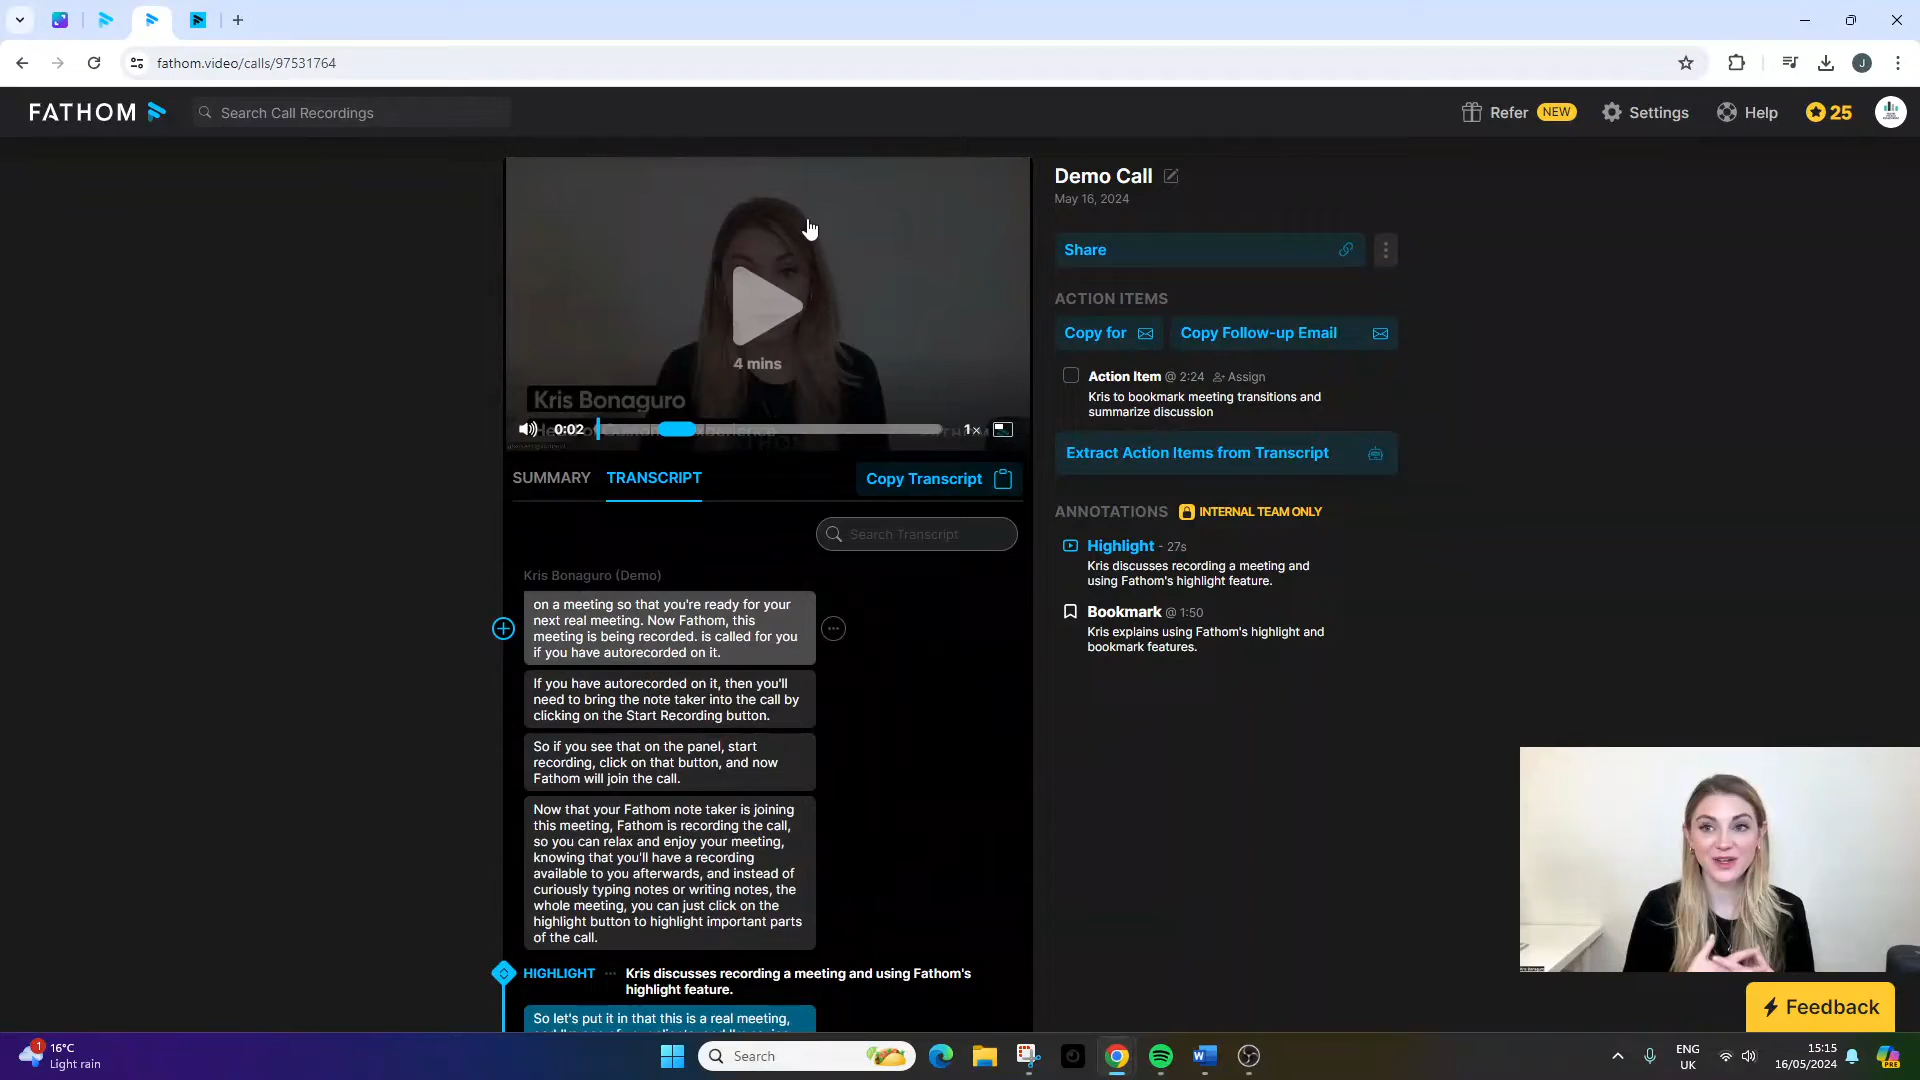 fathom.video/calls/97531764
FATHOM
Search Call Recordings
Refer
NEW
Settings
Help
25
J
4 mins
Kris Bonaguro
0:02
1×
SUMMARY
TRANSCRIPT
Copy Transcript
Search Transcript
Kris Bonaguro (Demo)
on a meeting so that you're ready for your
next real meeting. Now Fathom, this
meeting is being recorded. is called for you
if you have autorecorded on it.
If you have autorecorded on it, then you'll
need to bring the note taker into the call by
clicking on the Start Recording button.
So if you see that on the panel, start
recording, click on that button, and now
Fathom will join the call.
Now that your Fathom note taker is joining
this meeting, Fathom is recording the call,
so you can relax and enjoy your meeting,
knowing that you'll have a recording
available to you afterwards, and instead of
curiously typing notes or writing notes, the
whole meeting, you can just click on the
highlight button to highlight important parts
of the call.
HIGHLIGHT
Kris discusses recording a meeting and using Fathom's
highlight feature.
So let's put it in that this is a real meeting,
Demo Call
May 16, 2024
Share
ACTION ITEMS
Copy for
Copy Follow-up Email
Action Item @ 2:24
Assign
Kris to bookmark meeting transitions and
summarize discussion
Extract Action Items from Transcript
ANNOTATIONS
INTERNAL TEAM ONLY
Highlight - 27s
Kris discusses recording a meeting and
using Fathom's highlight feature.
Bookmark @ 1:50
Kris explains using Fathom's highlight and
bookmark features.
Feedback
1
16°C
Light rain
Search
ENG
UK
15:15
16/05/2024
PRE